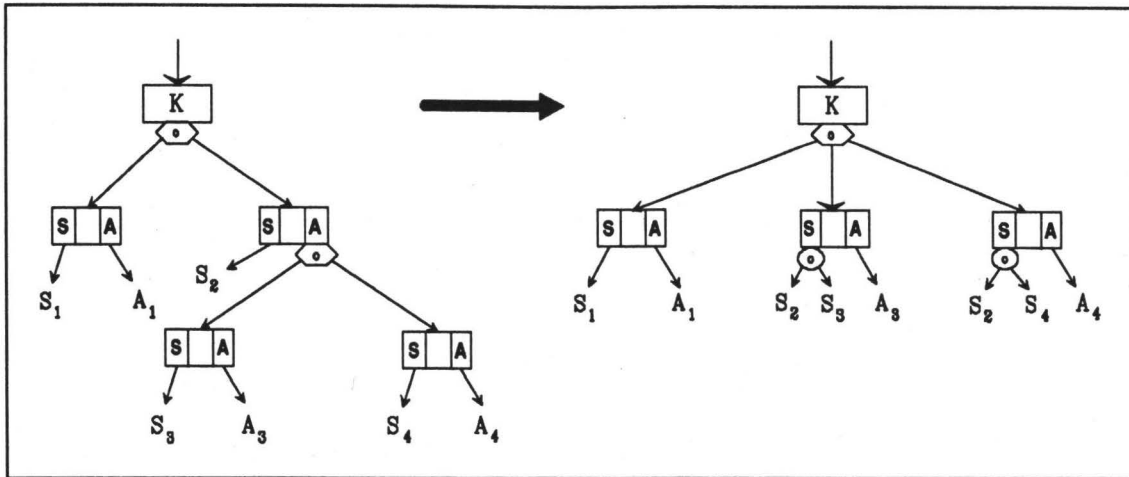 K K
S A S A S A S A S A
S₂
S₁ A₁ S₁ A₁ S₂ S₃ A₃ S₂ S₄ A₄
S A S A
S₃ A₃ S₄ A₄